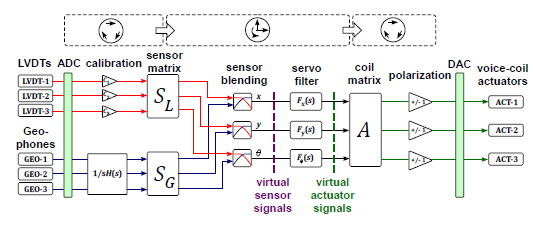 LVDTs ADC calibration sensor matrix sensor blending servo filter coil matrix polarization DAC voice-coil actuators
LVDT-1
LVDT-2
LVDT-3
S_L
x
y
θ
F_x(s)
F_y(s)
A
+/- 1
+/- 1
+/- 1
ACT-1
ACT-2
ACT-3
Geo-
phones
GEO-1
GEO-2
GEO-3
1/sH(s)
S_G
virtual
sensor
signals
virtual
actuator
signals